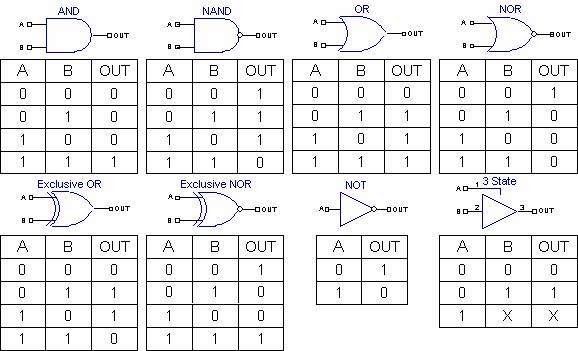 AND NAND OR NOR
A A A A
OUT OUT OUT OUT
B B B B
A B OUT A B OUT A B OUT A B OUT
0 0 0 0 0 1 0 0 0 0 0 1
0 1 0 0 1 1 0 1 1 0 1 0
1 0 0 1 0 1 1 0 1 1 0 0
1 1 1 1 1 0 1 1 1 1 1 0
Exclusive OR Exclusive NOR NOT 3 State
A A A 1
OUT OUT A OUT B 2 3 OUT
B B
A B OUT A B OUT A OUT A B OUT
0 0 0 0 0 1 0 1 0 0 0
0 1 1 0 1 0 1 0 0 1 1
1 0 1 1 0 0 1 X X
1 1 0 1 1 1